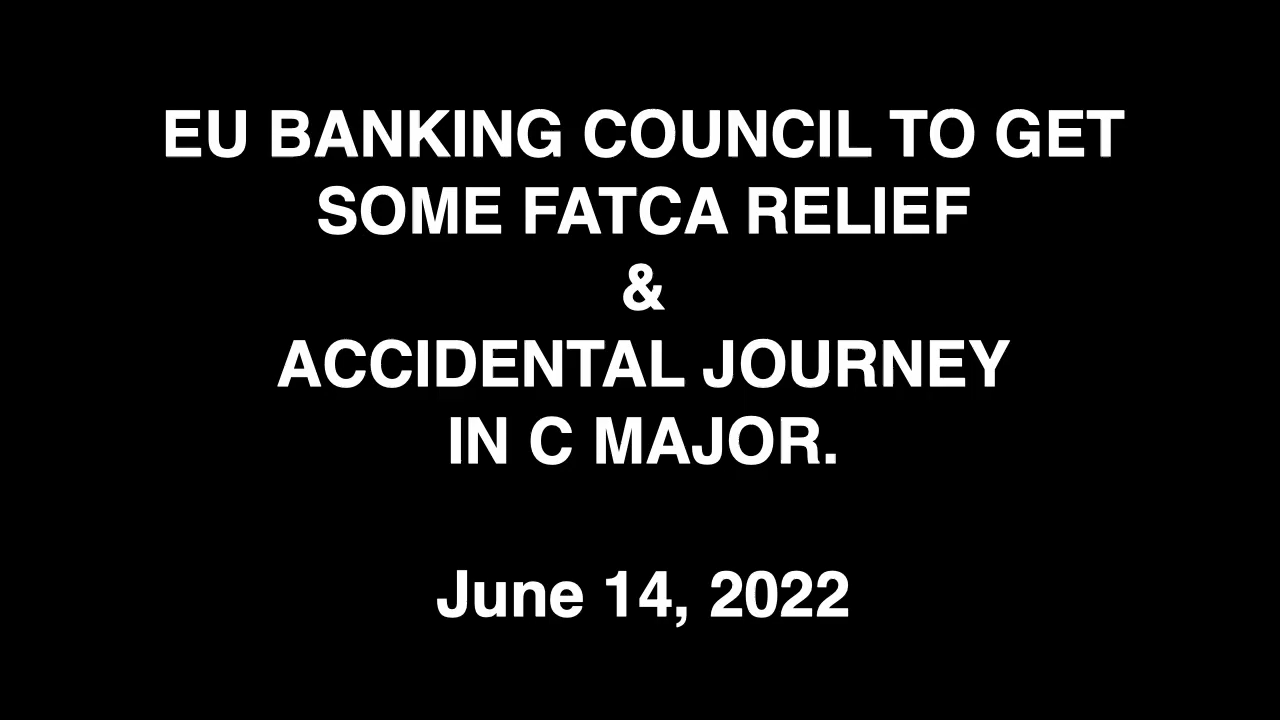 EU BANKING COUNCIL TO GET
SOME FATCA RELIEF
&
ACCIDENTAL JOURNEY
IN C MAJOR.
June 14, 2022